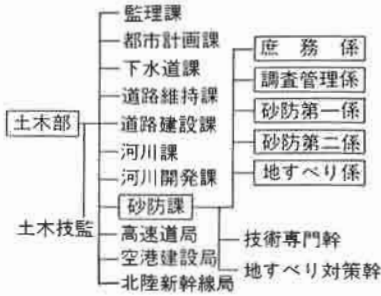 監理課
都市計画課
下水道課
道路維持課
土木部
道路建設課
河川課
河川開発課
砂防課
土木技監
高速道局
空港建設局
北陸新幹線局
庶務係
調査管理係
砂防第一係
砂防第二係
地すべり係
技術専門幹
地すべり対策幹